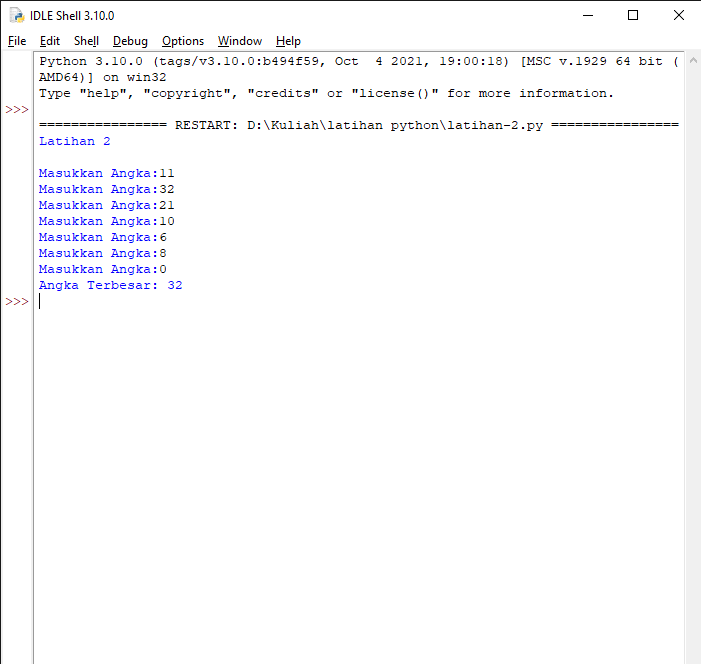 IDLE Shell 3.10.0
File Edit Shell Debug Options Window Help
Python 3.10.0 (tags/v3.10.0:b494f59, Oct  4 2021, 19:00:18) [MSC v.1929 64 bit (
AMD64)] on win32
Type "help", "copyright", "credits" or "license()" for more information.
>>>
================ RESTART: D:\Kuliah\latihan python\latihan-2.py ================
Latihan 2
Masukkan Angka:11
Masukkan Angka:32
Masukkan Angka:21
Masukkan Angka:10
Masukkan Angka:6
Masukkan Angka:8
Masukkan Angka:0
Angka Terbesar: 32
>>>